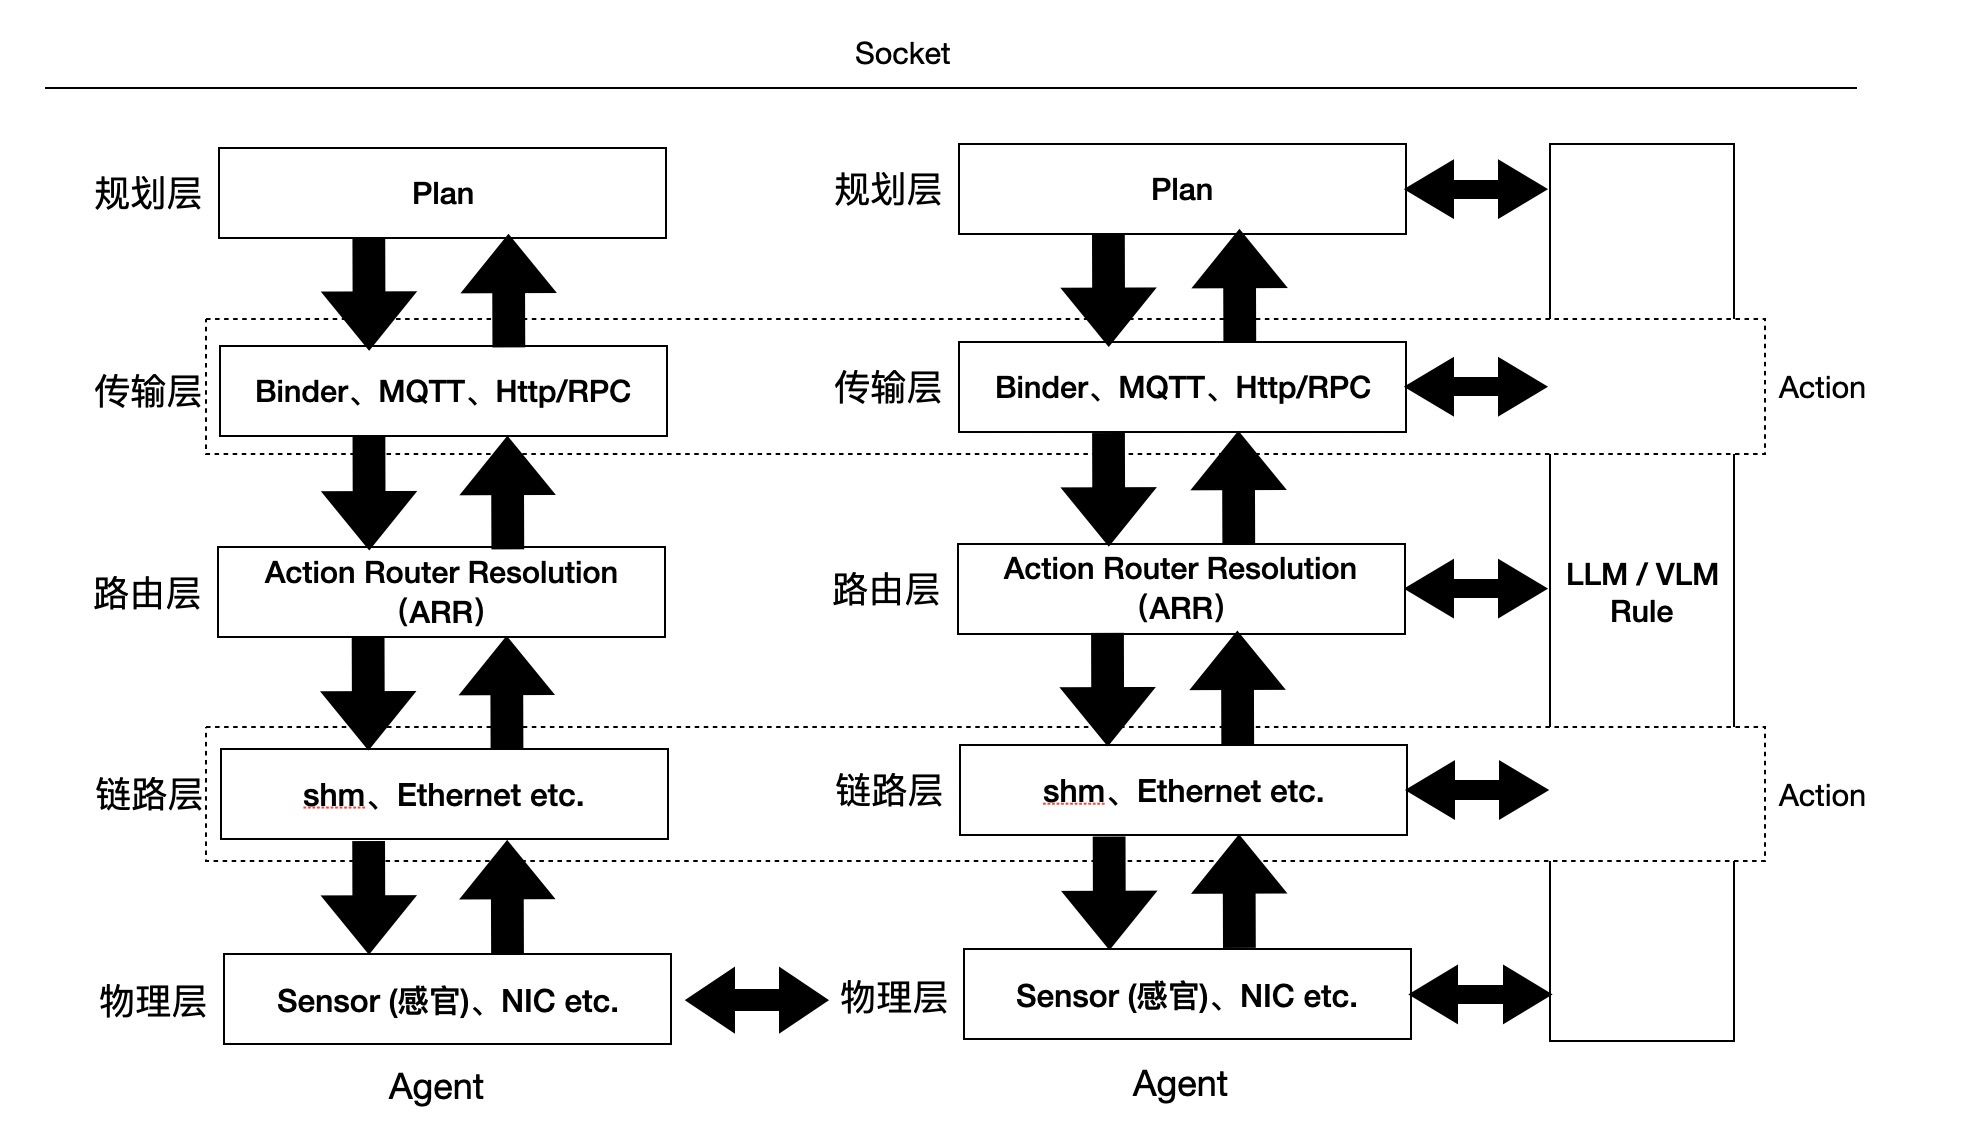 Socket
规划层
Plan
规划层
Plan
传输层
Binder、MQTT、Http/RPC
传输层
Binder、MQTT、Http/RPC
Action
路由层
Action Router Resolution
（ARR）
路由层
Action Router Resolution
（ARR）
LLM / VLM
Rule
链路层
shm、Ethernet etc.
链路层
shm、Ethernet etc.
Action
物理层
Sensor (感官)、NIC etc.
物理层
Sensor (感官)、NIC etc.
Agent
Agent